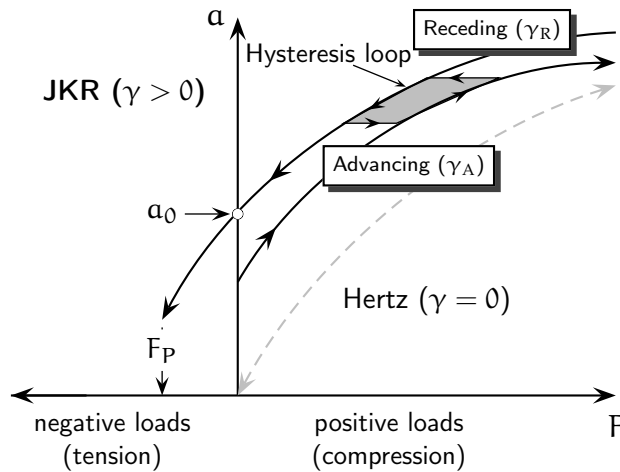 a
Receding (γR)
Hysteresis loop
JKR (γ > 0)
Advancing (γA)
a0
Hertz (γ = 0)
FP
F
negative loads
(tension)
positive loads
(compression)